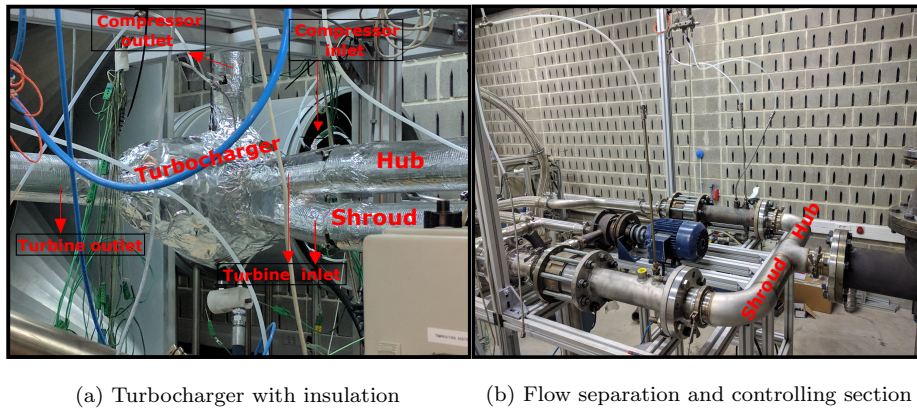 Compressor
outlet
Compressor
inlet
Turbocharger
Hub
Shroud
Turbine outlet
Turbine inlet
Hub
Shroud
(a) Turbocharger with insulation
(b) Flow separation and controlling section